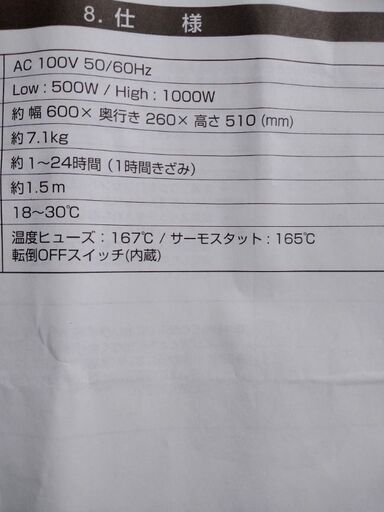 8. 仕 様
AC 100V 50/60Hz
Low : 500W / High : 1000W
約 幅 600× 奥行き 260× 高さ 510 (mm)
約 7.1kg
約 1～24時間（1時間きざみ）
約1.5m
18～30℃
温度ヒューズ：167℃ / サーモスタット：165℃
転倒OFFスイッチ(内蔵)